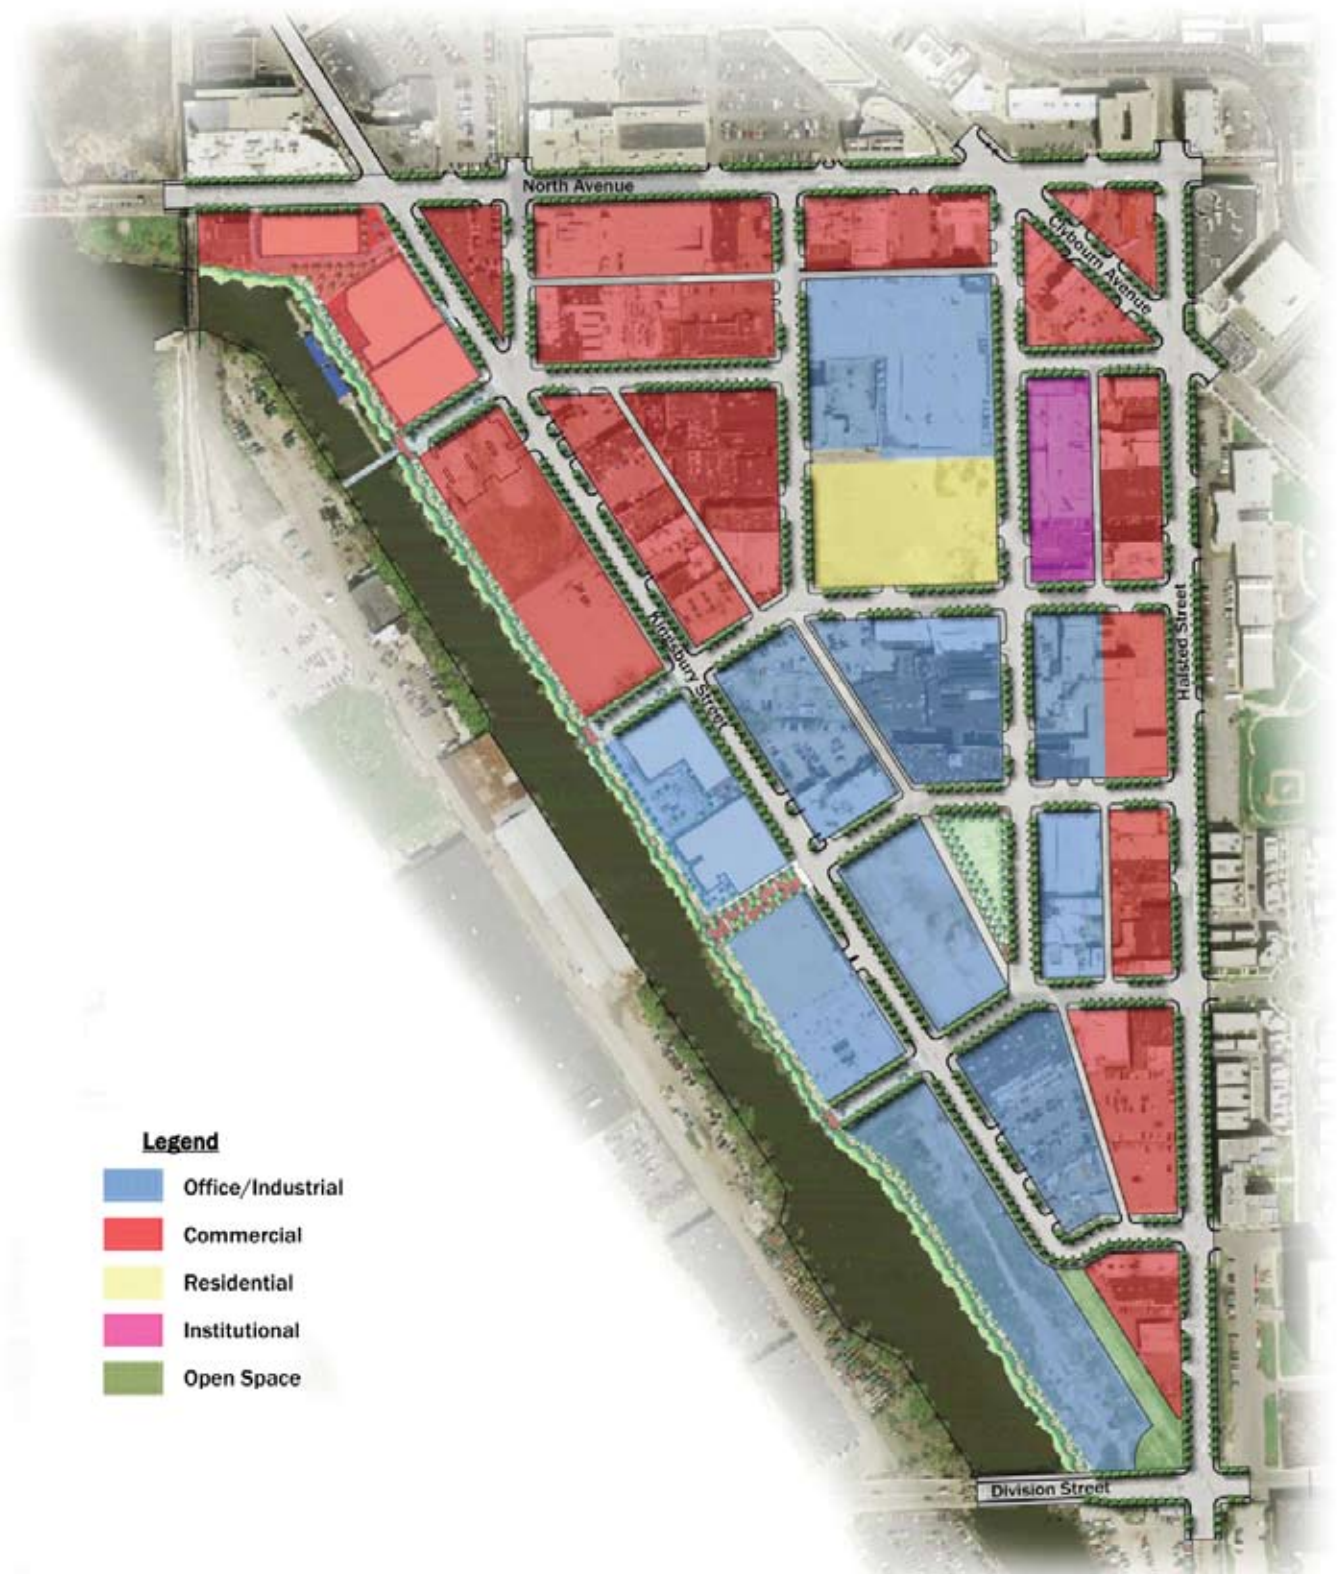 North Avenue
Clybourn Avenue
Kingsbury Street
Halsted Street
Legend
Office/Industrial
Commercial
Residential
Institutional
Open Space
Division Street